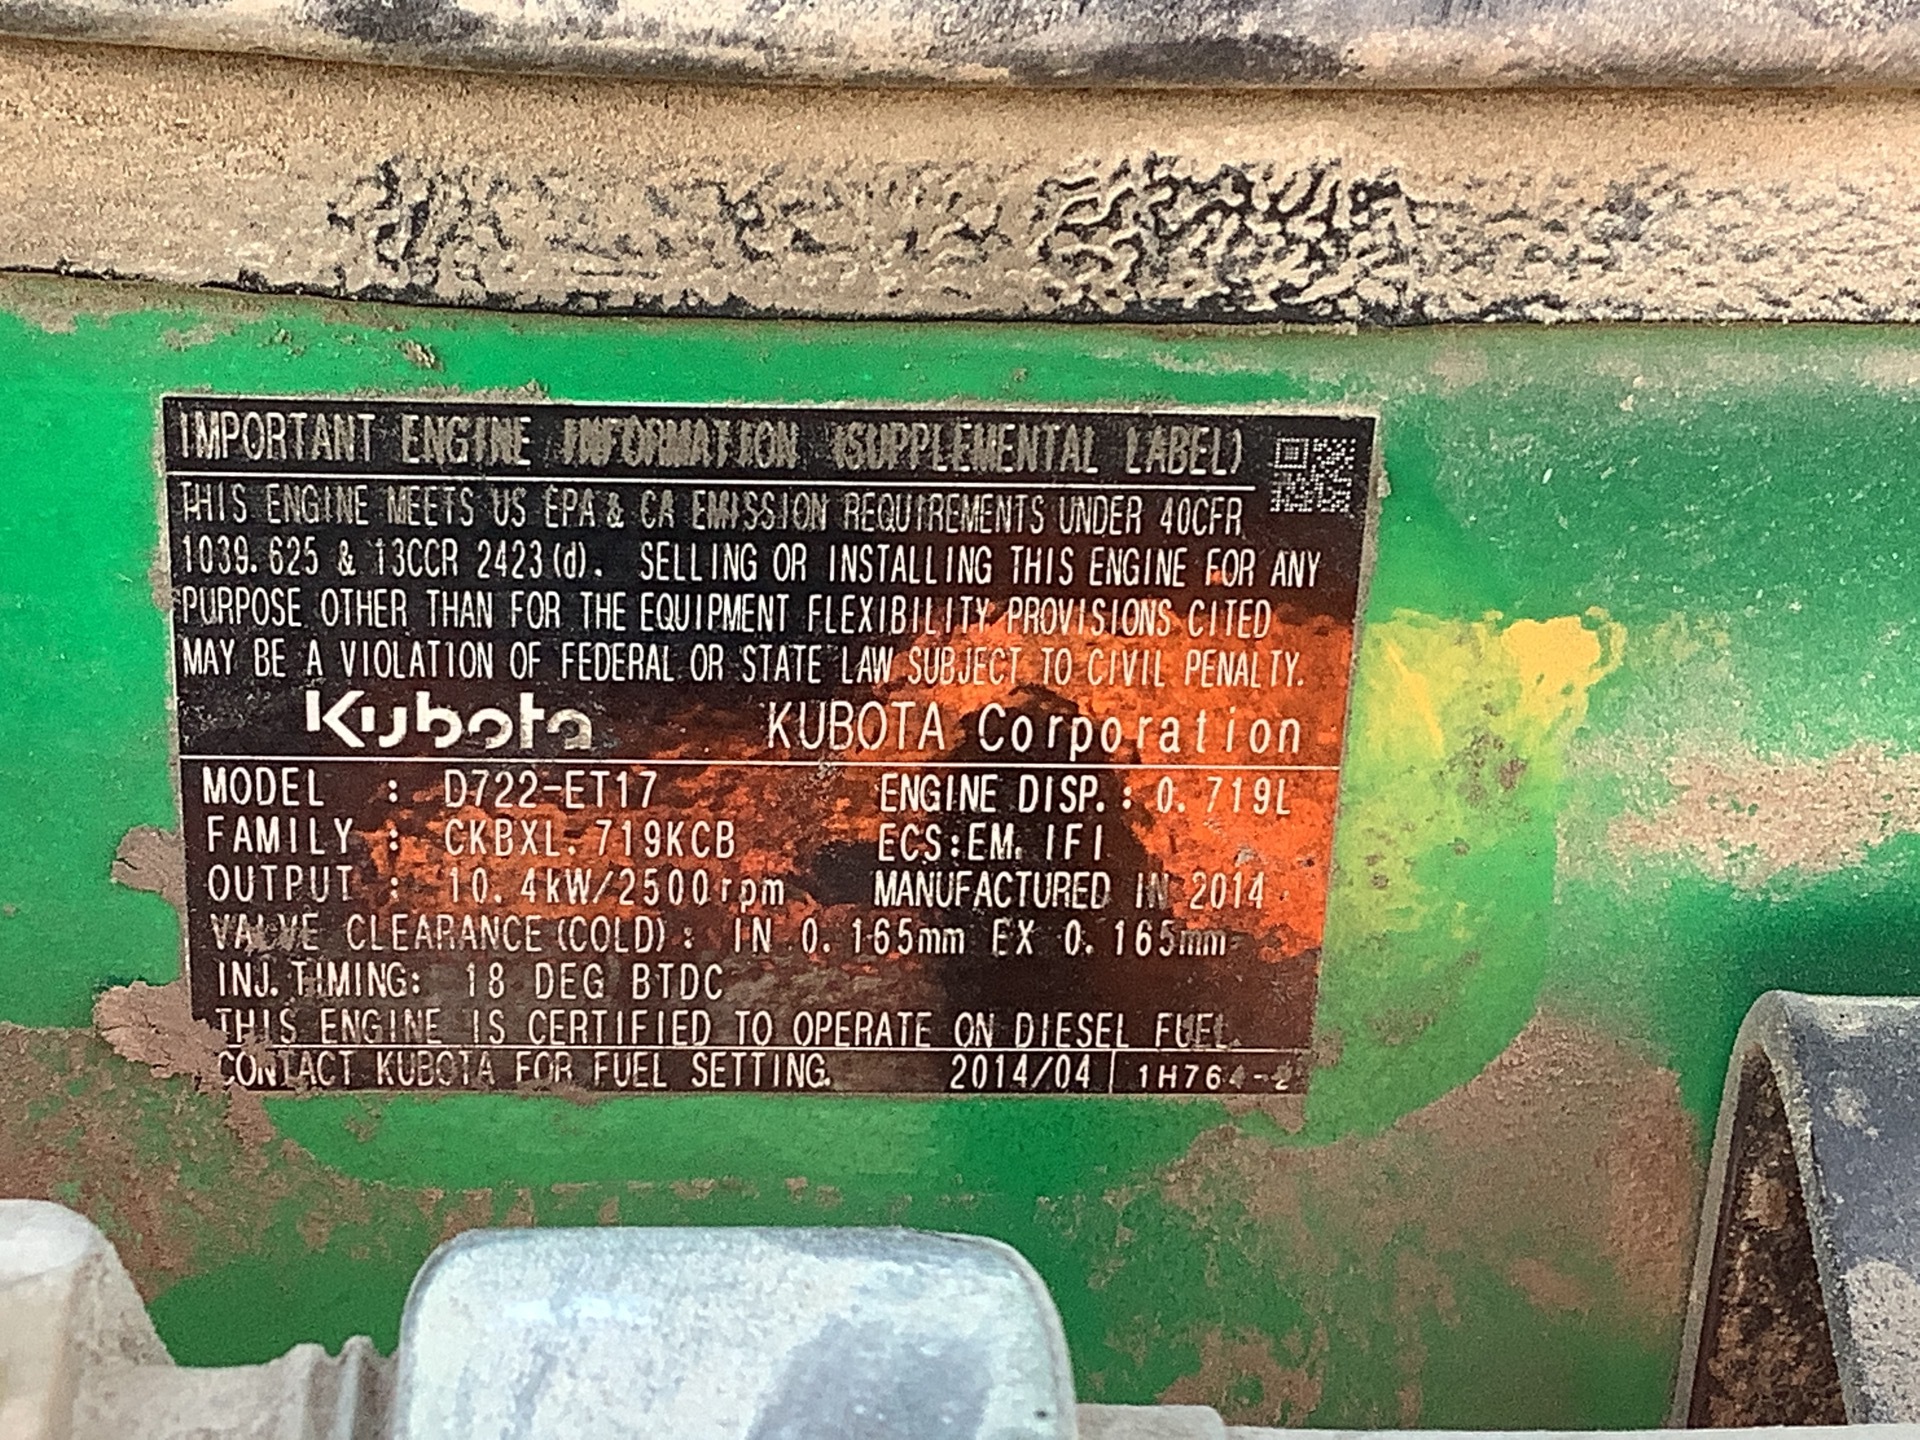 IMPORTANT ENGINE INFORMATION (SUPPLEMENTAL LABEL)
THIS ENGINE MEETS US EPA & CA EMISSION REQUIREMENTS UNDER 40CFR
1039.625 & 13CCR 2423(d). SELLING OR INSTALLING THIS ENGINE FOR ANY
PURPOSE OTHER THAN FOR THE EQUIPMENT FLEXIBILITY PROVISIONS CITED
MAY BE A VIOLATION OF FEDERAL OR STATE LAW SUBJECT TO CIVIL PENALTY.
Kubota KUBOTA Corporation
MODEL : D722-ET17 ENGINE DISP.: 0.719L
FAMILY : CKBXL.719KCB ECS:EM. IFI
OUTPUT : 10.4kW/2500rpm MANUFACTURED IN 2014
VALVE CLEARANCE(COLD): IN 0.165mm EX 0.165mm
INJ.TIMING: 18 DEG BTDC
THIS ENGINE IS CERTIFIED TO OPERATE ON DIESEL FUEL.
CONTACT KUBOTA FOR FUEL SETTING. 2014/04